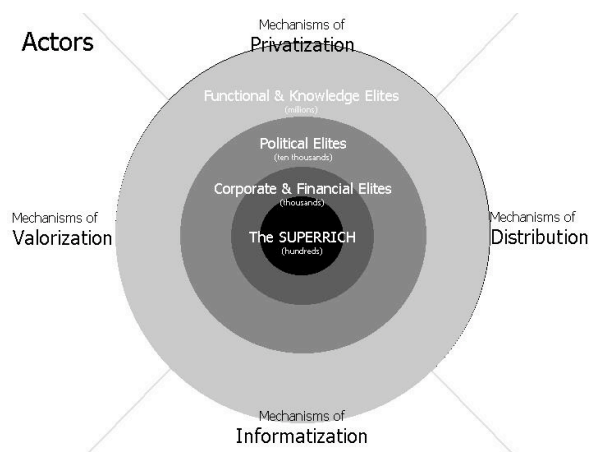 Actors
Mechanisms of
Privatization
Functional & Knowledge Elites
(millions)
Political Elites
(ten thousands)
Corporate & Financial Elites
(thousands)
Mechanisms of
Valorization
The SUPERRICH
(hundreds)
Mechanisms of
Distribution
Mechanisms of
Informatization